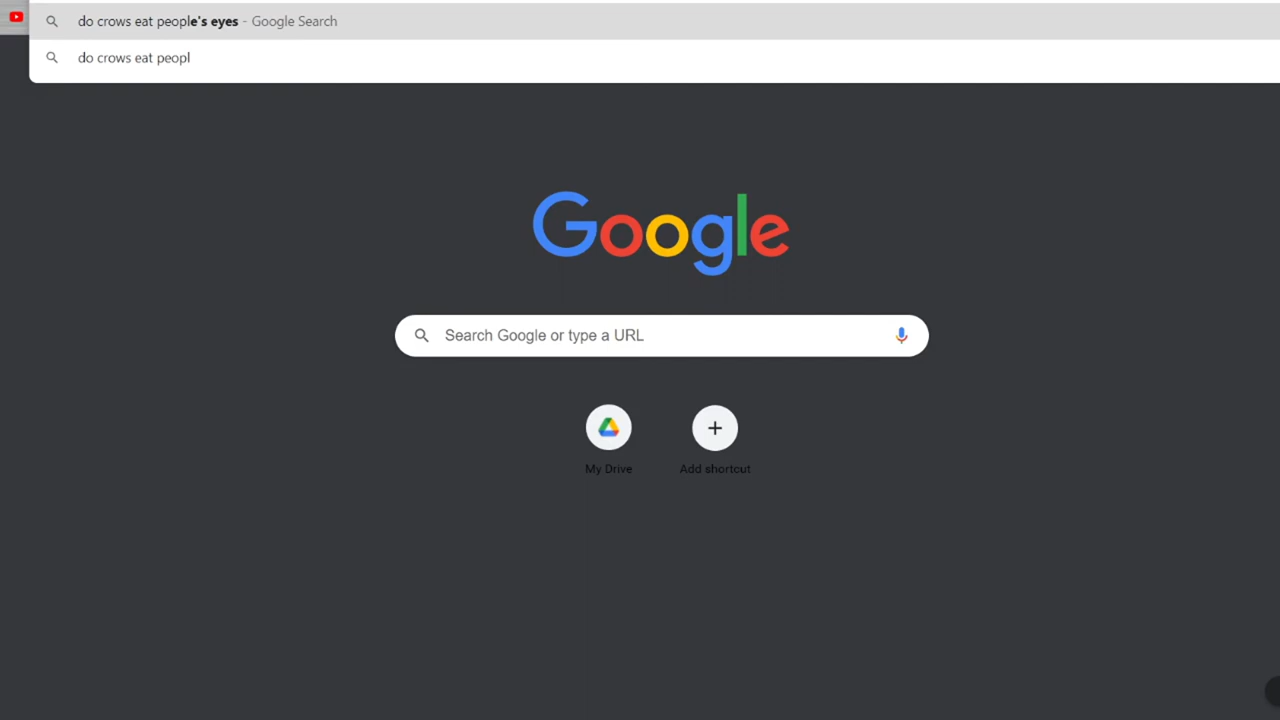 do crows eat people's eyes - Google Search
do crows eat peopl
Google
Search Google or type a URL
My Drive
Add shortcut